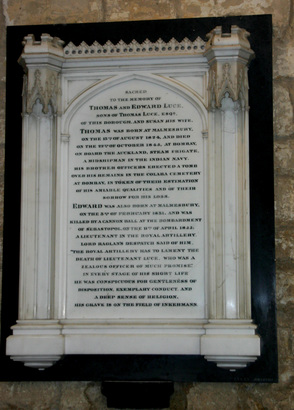 SACRED
TO THE MEMORY OF
THOMAS AND EDWARD LUCE,
SONS OF THOMAS LUCE, ESQR.
OF THIS BOROUGH, AND SUSAN HIS WIFE.
THOMAS WAS BORN AT MALMESBURY,
ON THE OF AUGUST AND DIED
ON THE OF OCTOBER AT BOMBAY,
ON BOARD THE AUCKLAND, STEAM FRIGATE,
A MIDSHIPMAN IN THE INDIAN NAVY.
HIS BROTHER OFFICERS ERECTED A TOMB
OVER HIS REMAINS IN THE COLABA CEMETERY
AT BOMBAY, IN TOKEN OF THEIR ESTIMATION
OF HIS AMIABLE QUALITIES AND OF THEIR
SORROW FOR HIS LOSS.
EDWARD WAS ALSO BORN AT MALMESBURY,
ON THE OF FEBRUARY AND WAS
KILLED BY A CANNON BALL AT THE BOMBARDMENT
OF SEBASTOPOL, ON THE OF APRIL
A LIEUTENANT IN THE ROYAL ARTILLERY.
LORD RAGLAN'S DESPATCH SAID OF HIM,
"THE ROYAL ARTILLERY HAS TO LAMENT THE
DEATH OF LIEUTENANT LUCE, WHO WAS A
ZEALOUS OFFICER OF MUCH PROMISE."
IN EVERY STAGE OF HIS SHORT LIFE
HE WAS CONSPICUOUS FOR GENTLENESS OF
DISPOSITION, EXEMPLARY CONDUCT, AND
A DEEP SENSE OF RELIGION.
HIS GRAVE IS ON THE FIELD OF INKERMANN.